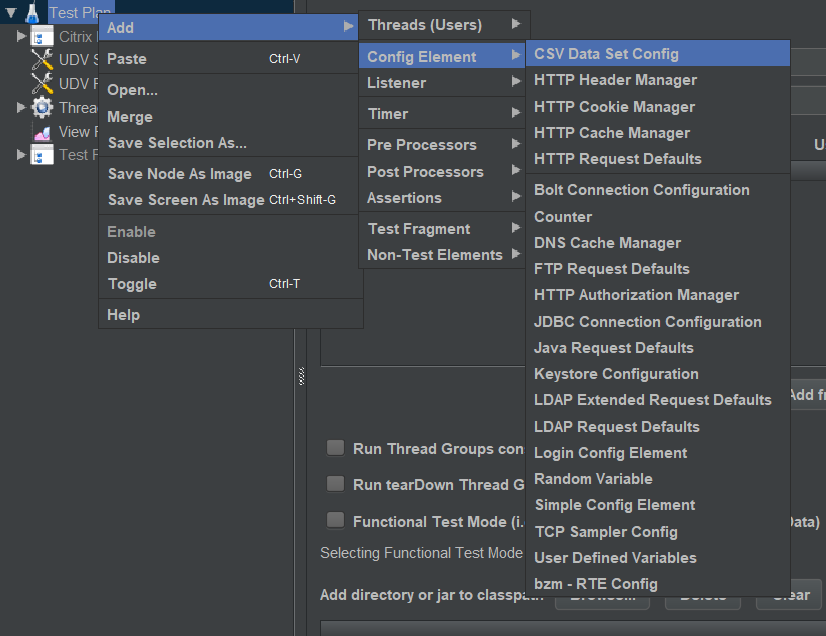 Test Plan
Citrix
UDV S
UDV
Threa
View
Test
Add
Paste Ctrl-V
Open...
Merge
Save Selection As...
Save Node As Image Ctrl-G
Save Screen As Image Ctrl+Shift-G
Enable
Disable
Toggle Ctrl-T
Help
Threads (Users)
Config Element
Listener
Timer
Pre Processors
Post Processors
Assertions
Test Fragment
Non-Test Elements
CSV Data Set Config
HTTP Header Manager
HTTP Cookie Manager
HTTP Cache Manager
HTTP Request Defaults
Bolt Connection Configuration
Counter
DNS Cache Manager
FTP Request Defaults
HTTP Authorization Manager
JDBC Connection Configuration
Java Request Defaults
Keystore Configuration
LDAP Extended Request Defaults
LDAP Request Defaults
Login Config Element
Random Variable
Simple Config Element
TCP Sampler Config
User Defined Variables
bzm - RTE Config
U
Add fr
Run Thread Groups con
Run tearDown Thread G
Functional Test Mode (i. Data)
Selecting Functional Test Mode
Add directory or jar to classpath Browse... Delete Clear